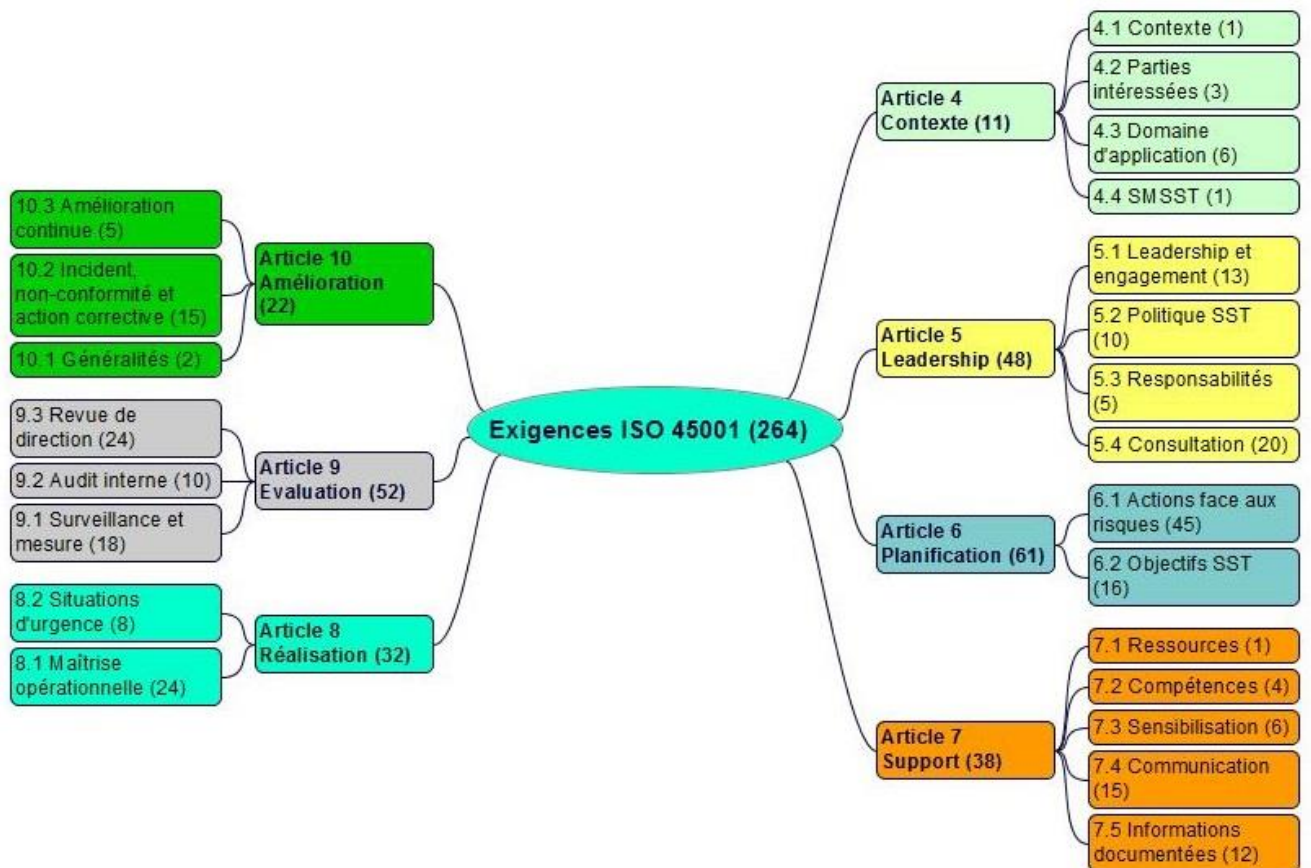 Exigences ISO 45001 (264)
Article 4
Contexte (11)
4.1 Contexte (1)
4.2 Parties
intéressées (3)
4.3 Domaine
d'application (6)
4.4 SMSST (1)
Article 5
Leadership (48)
5.1 Leadership et
engagement (13)
5.2 Politique SST
(10)
5.3 Responsabilités
(5)
5.4 Consultation (20)
Article 6
Planification (61)
6.1 Actions face aux
risques (45)
6.2 Objectifs SST
(16)
Article 7
Support (38)
7.1 Ressources (1)
7.2 Compétences (4)
7.3 Sensibilisation (6)
7.4 Communication
(15)
7.5 Informations
documentées (12)
Article 8
Réalisation (32)
8.2 Situations
d'urgence (8)
8.1 Maîtrise
opérationnelle (24)
Article 9
Evaluation (52)
9.3 Revue de
direction (24)
9.2 Audit interne (10)
9.1 Surveillance et
mesure (18)
Article 10
Amélioration
(22)
10.3 Amélioration
continue (5)
10.2 Incident,
non-conformité et
action corrective (15)
10.1 Généralités (2)